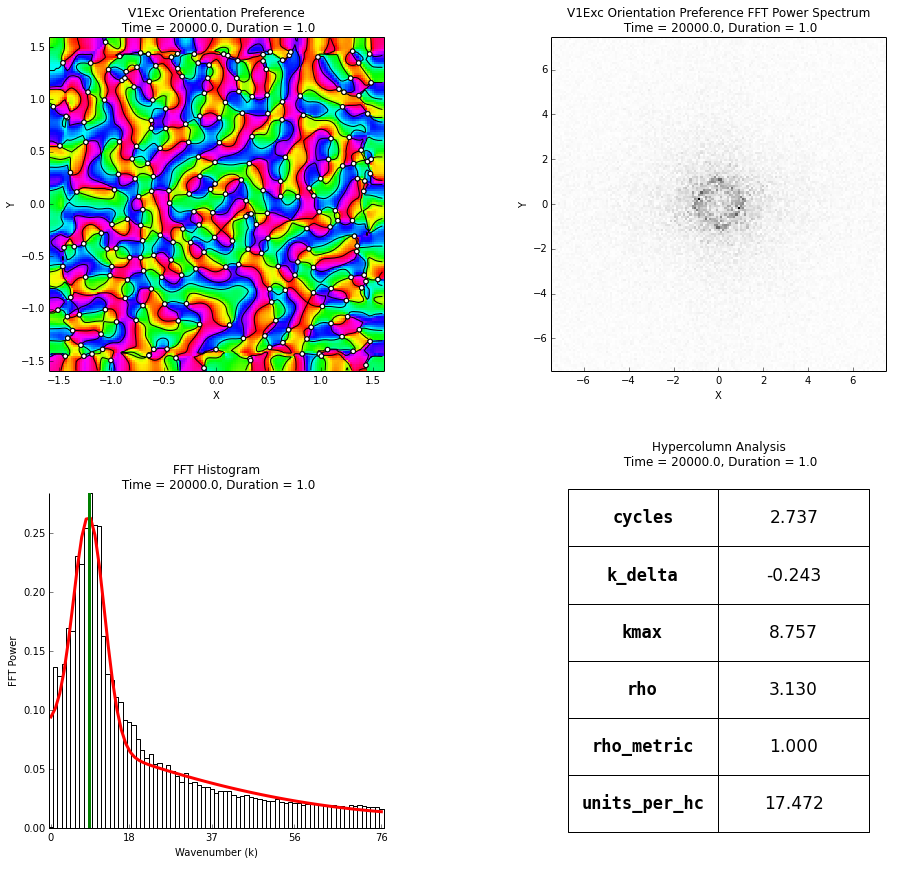 V1Exc Orientation Preference
Time = 20000.0, Duration = 1.0
1.5
1.0
0.5
0.0
−0.5
−1.0
−1.5
Y
−1.5 −1.0 −0.5 0.0 0.5 1.0 1.5
X
V1Exc Orientation Preference FFT Power Spectrum
Time = 20000.0, Duration = 1.0
6
4
2
0
−2
−4
−6
Y
−6 −4 −2 0 2 4 6
X
FFT Histogram
Time = 20000.0, Duration = 1.0
0.25
0.20
0.15
0.10
0.05
0.00
FFT Power
0 18 37 56 76
Wavenumber (k)
Hypercolumn Analysis
Time = 20000.0, Duration = 1.0
cycles 2.737
k_delta -0.243
kmax 8.757
rho 3.130
rho_metric 1.000
units_per_hc 17.472